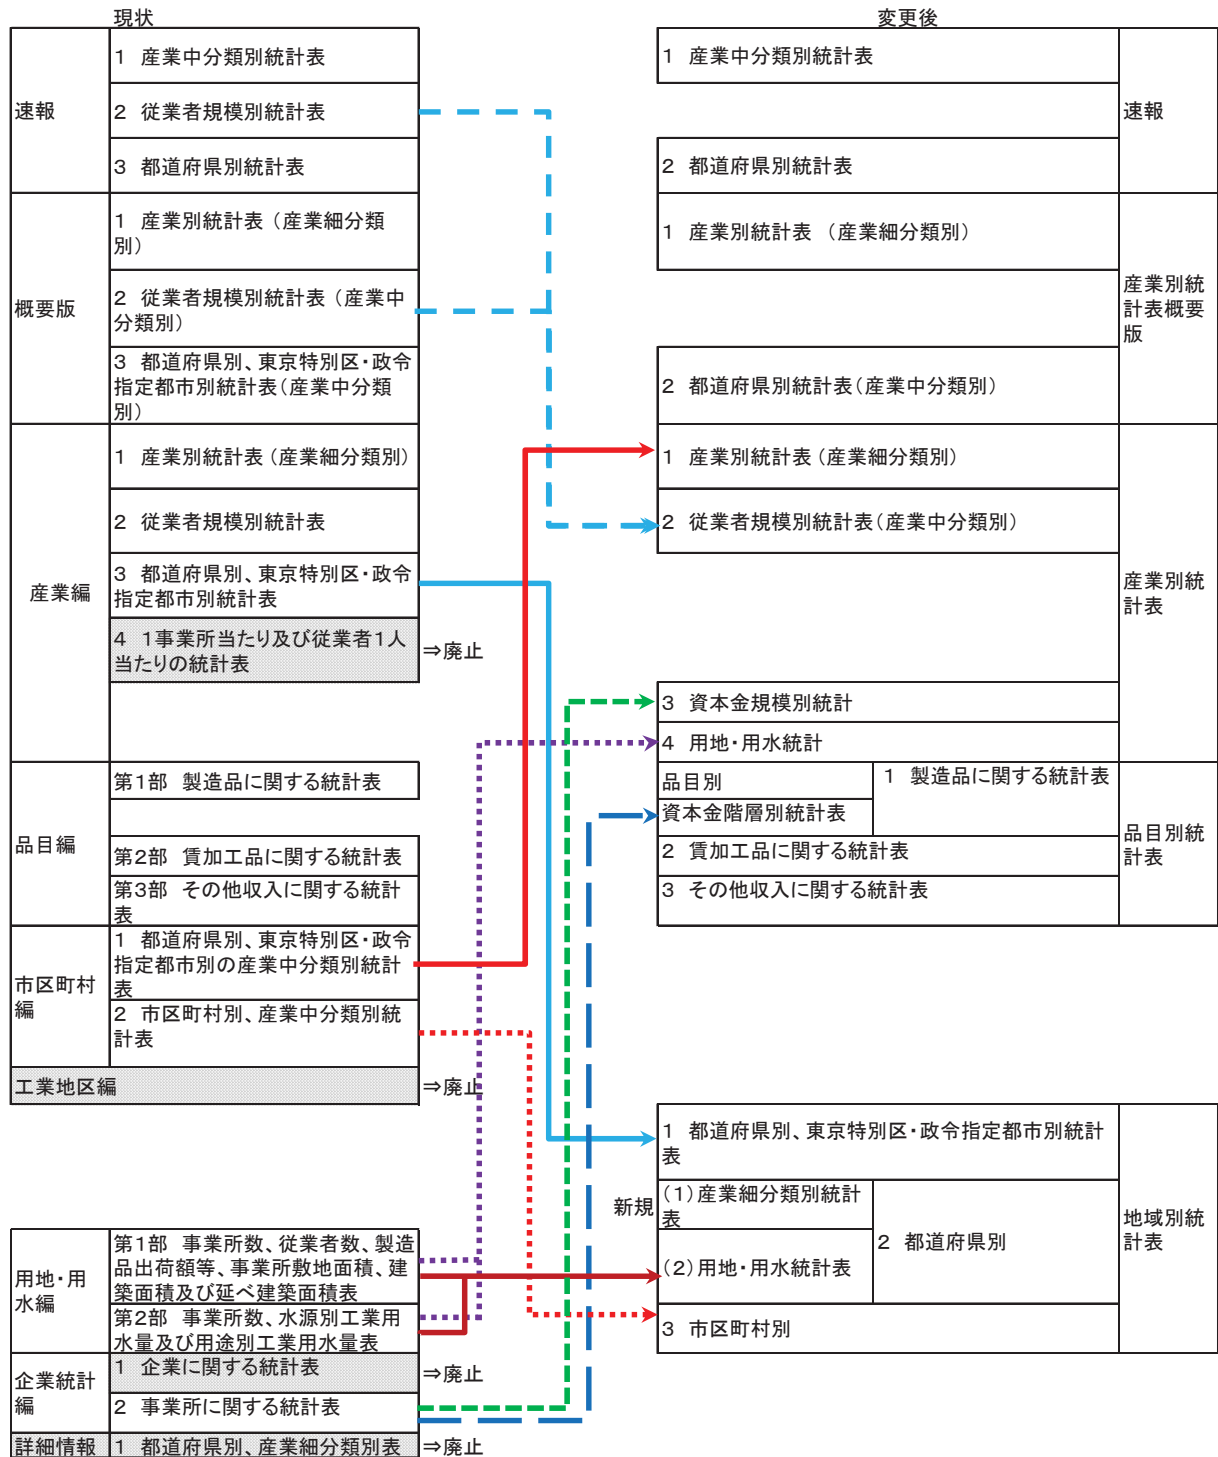 現状
速報
1 産業中分類別統計表
2 従業者規模別統計表
3 都道府県別統計表
概要版
1 産業別統計表（産業細分類
別）
2 従業者規模別統計表（産業中
分類別）
3 都道府県別、東京特別区・政令
指定都市別統計表（産業中分類
別）
産業編
1 産業別統計表（産業細分類別）
2 従業者規模別統計表
3 都道府県別、東京特別区・政令
指定都市別統計表
4 1事業所当たり及び従業者1人
当たりの統計表
⇒廃止
品目編
第1部 製造品に関する統計表
第2部 賃加工品に関する統計表
第3部 その他収入に関する統計
表
市区町村
編
1 都道府県別、東京特別区・政令
指定都市別の産業中分類別統計
表
2 市区町村別、産業中分類別統
計表
工業地区編
⇒廃止
用地・用
水編
第1部 事業所数、従業者数、製造
品出荷額等、事業所敷地面積、建
築面積及び延べ建築面積表
第2部 事業所数、水源別工業用
水量及び用途別工業用水量表
企業統計
編
1 企業に関する統計表
⇒廃止
2 事業所に関する統計表
詳細情報
1 都道府県別、産業細分類別表
⇒廃止
変更後
1 産業中分類別統計表
2 都道府県別統計表
速報
1 産業別統計表 （産業細分類別）
2 都道府県別統計表（産業中分類別）
産業別統
計表概要
版
1 産業別統計表（産業細分類別）
2 従業者規模別統計表（産業中分類別）
3 資本金規模別統計
4 用地・用水統計
産業別統
計表
品目別
資本金階層別統計表
1 製造品に関する統計表
2 賃加工品に関する統計表
3 その他収入に関する統計表
品目別統
計表
1 都道府県別、東京特別区・政令指定都市別統計
表
新規
（1）産業細分類別統計
表
（2）用地・用水統計表
2 都道府県別
3 市区町村別
地域別統
計表